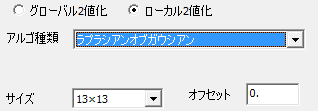 グローバル2値化 ローカル2値化
アルゴ種類 ラプラシアンオブガウシアン
サイズ 13×13 オフセット 0.